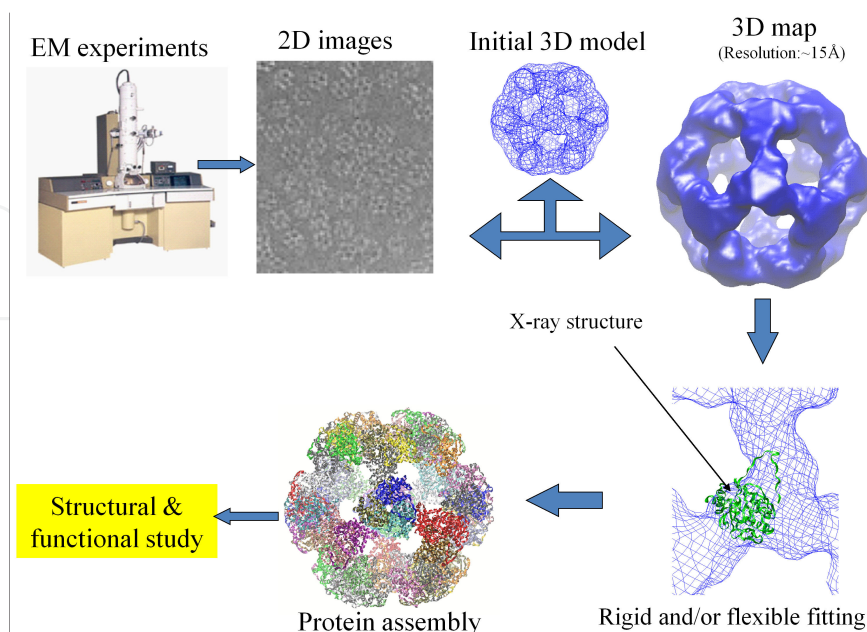 EM experiments
2D images
Initial 3D model
3D map
(Resolution:~15Å)
X-ray structure
Structural &
functional study
Protein assembly
Rigid and/or flexible fitting